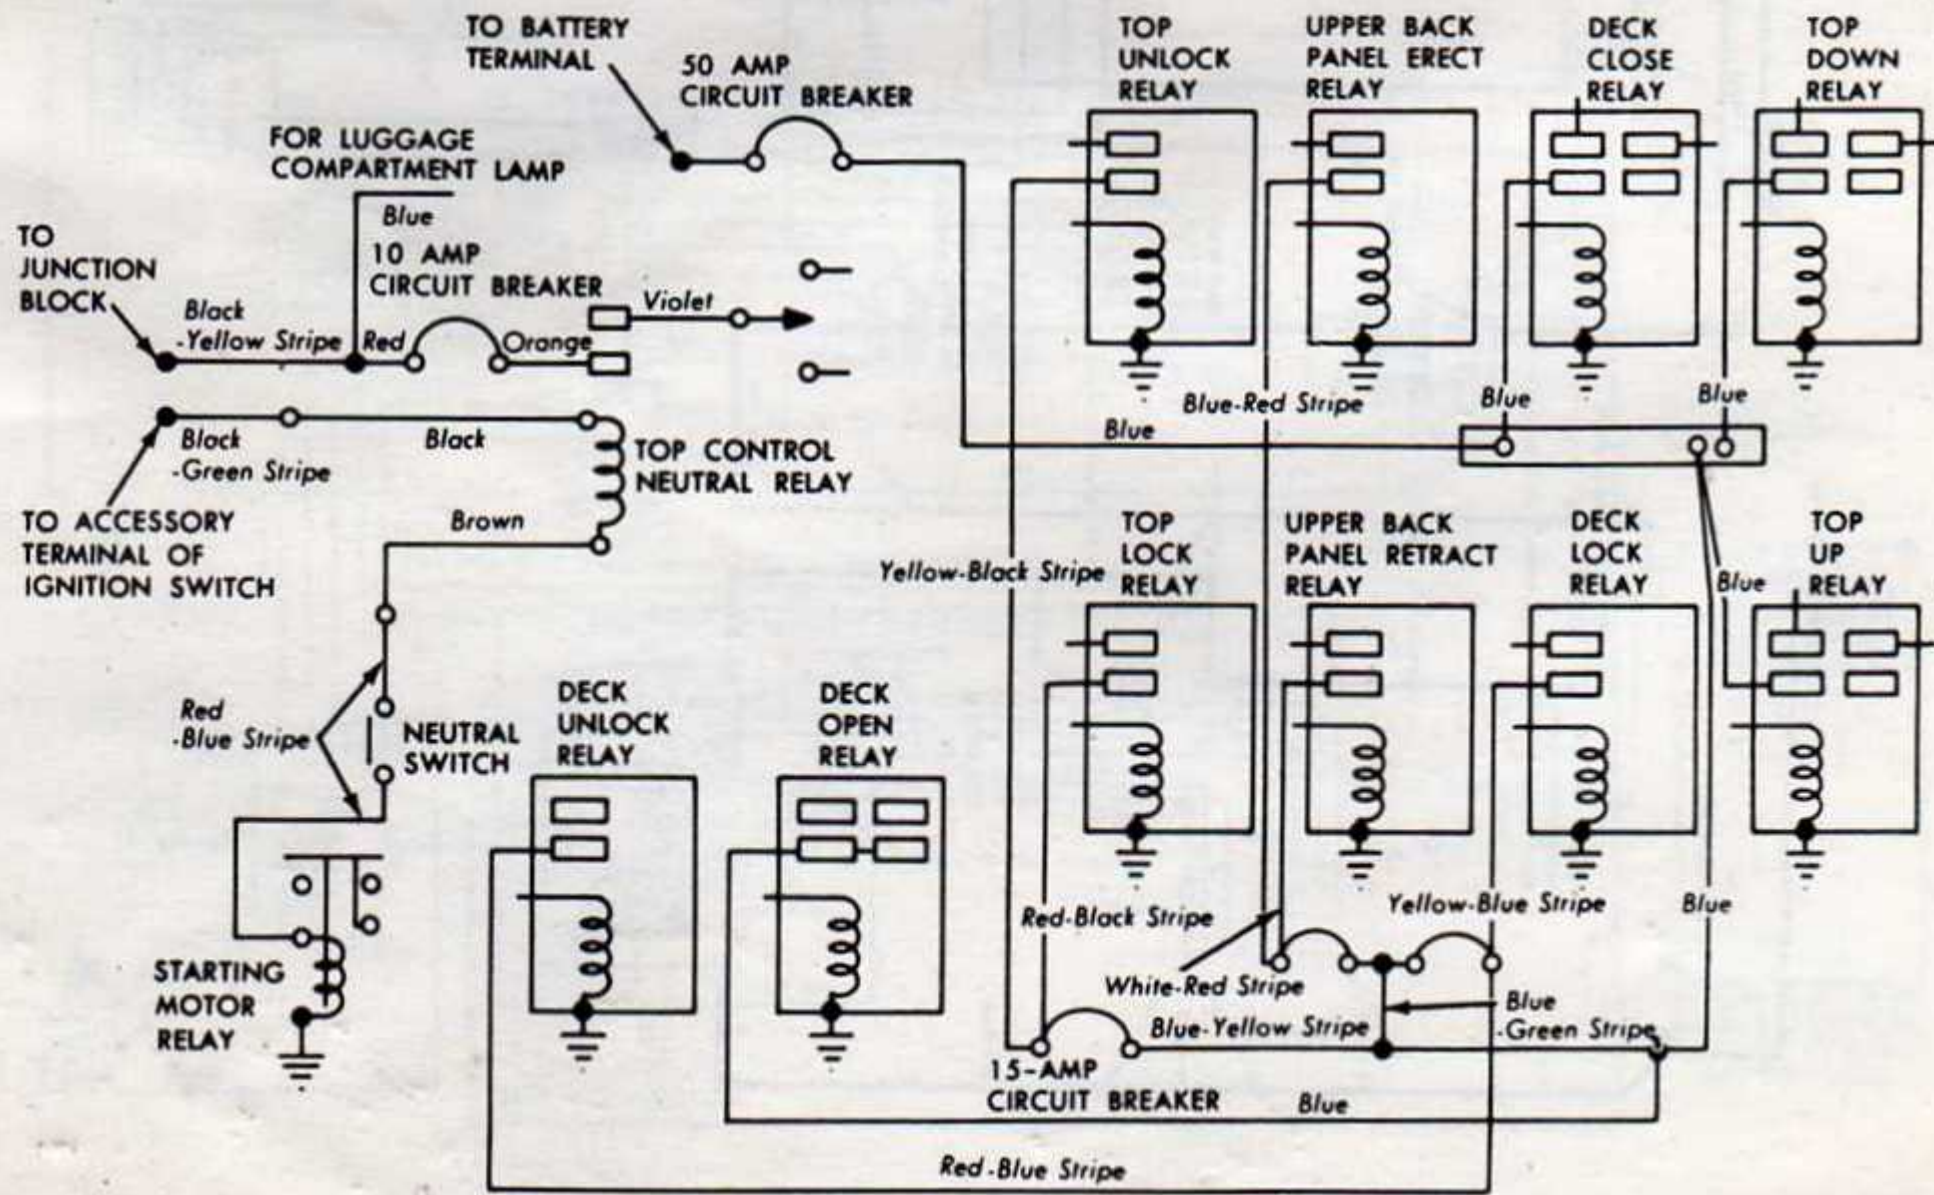 TO BATTERY
TERMINAL
50 AMP
CIRCUIT BREAKER
TOP
UNLOCK
RELAY
UPPER BACK
PANEL ERECT
RELAY
DECK
CLOSE
RELAY
TOP
DOWN
RELAY
FOR LUGGAGE
COMPARTMENT LAMP
Blue
TO
JUNCTION
BLOCK
10 AMP
CIRCUIT BREAKER
Black
-Yellow Stripe
Red
Orange
Violet
Black
-Green Stripe
Black
TOP CONTROL
NEUTRAL RELAY
TO ACCESSORY
TERMINAL OF
IGNITION SWITCH
Brown
Blue-Red Stripe
Blue
Blue
Blue
Yellow-Black Stripe
TOP
LOCK
RELAY
UPPER BACK
PANEL RETRACT
RELAY
DECK
LOCK
RELAY
Blue
TOP
UP
RELAY
Red
-Blue Stripe
NEUTRAL
SWITCH
DECK
UNLOCK
RELAY
DECK
OPEN
RELAY
STARTING
MOTOR
RELAY
Red-Black Stripe
Yellow-Blue Stripe
Blue
White-Red Stripe
Blue-Yellow Stripe
Blue
-Green Stripe
15-AMP
CIRCUIT BREAKER
Blue
Red-Blue Stripe